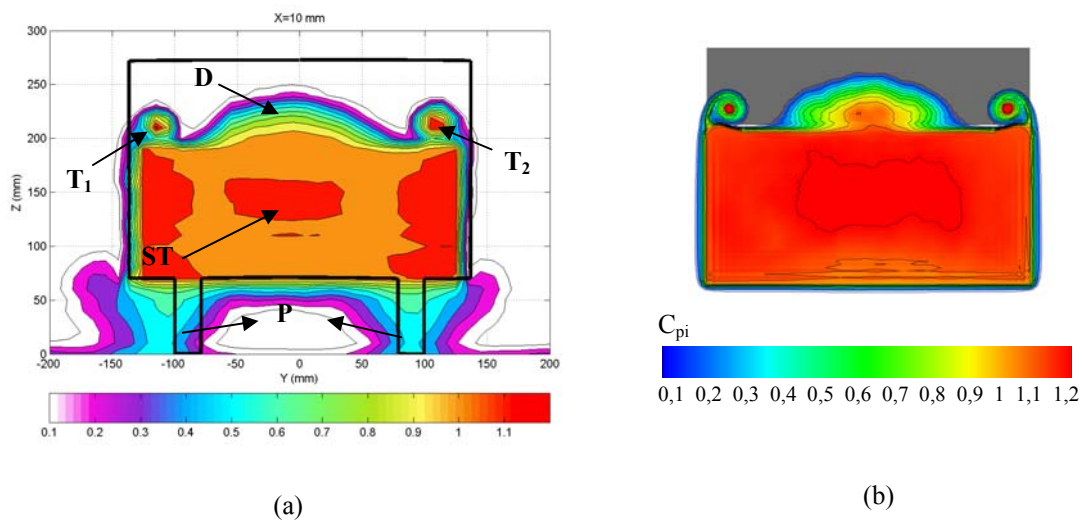 X=10 mm
(b)
300
250
200
150
100
50
0
Z (mm)
D
T1
T2
ST
P
-200 -150 -100 -50 0 50 100 150 200
Y (mm)
0.1 0.2 0.3 0.4 0.5 0.6 0.7 0.8 0.9 1 1.1
(a)
Cpi
0,1 0,2 0,3 0,4 0,5 0,6 0,7 0,8 0,9 1 1,1 1,2
(b)